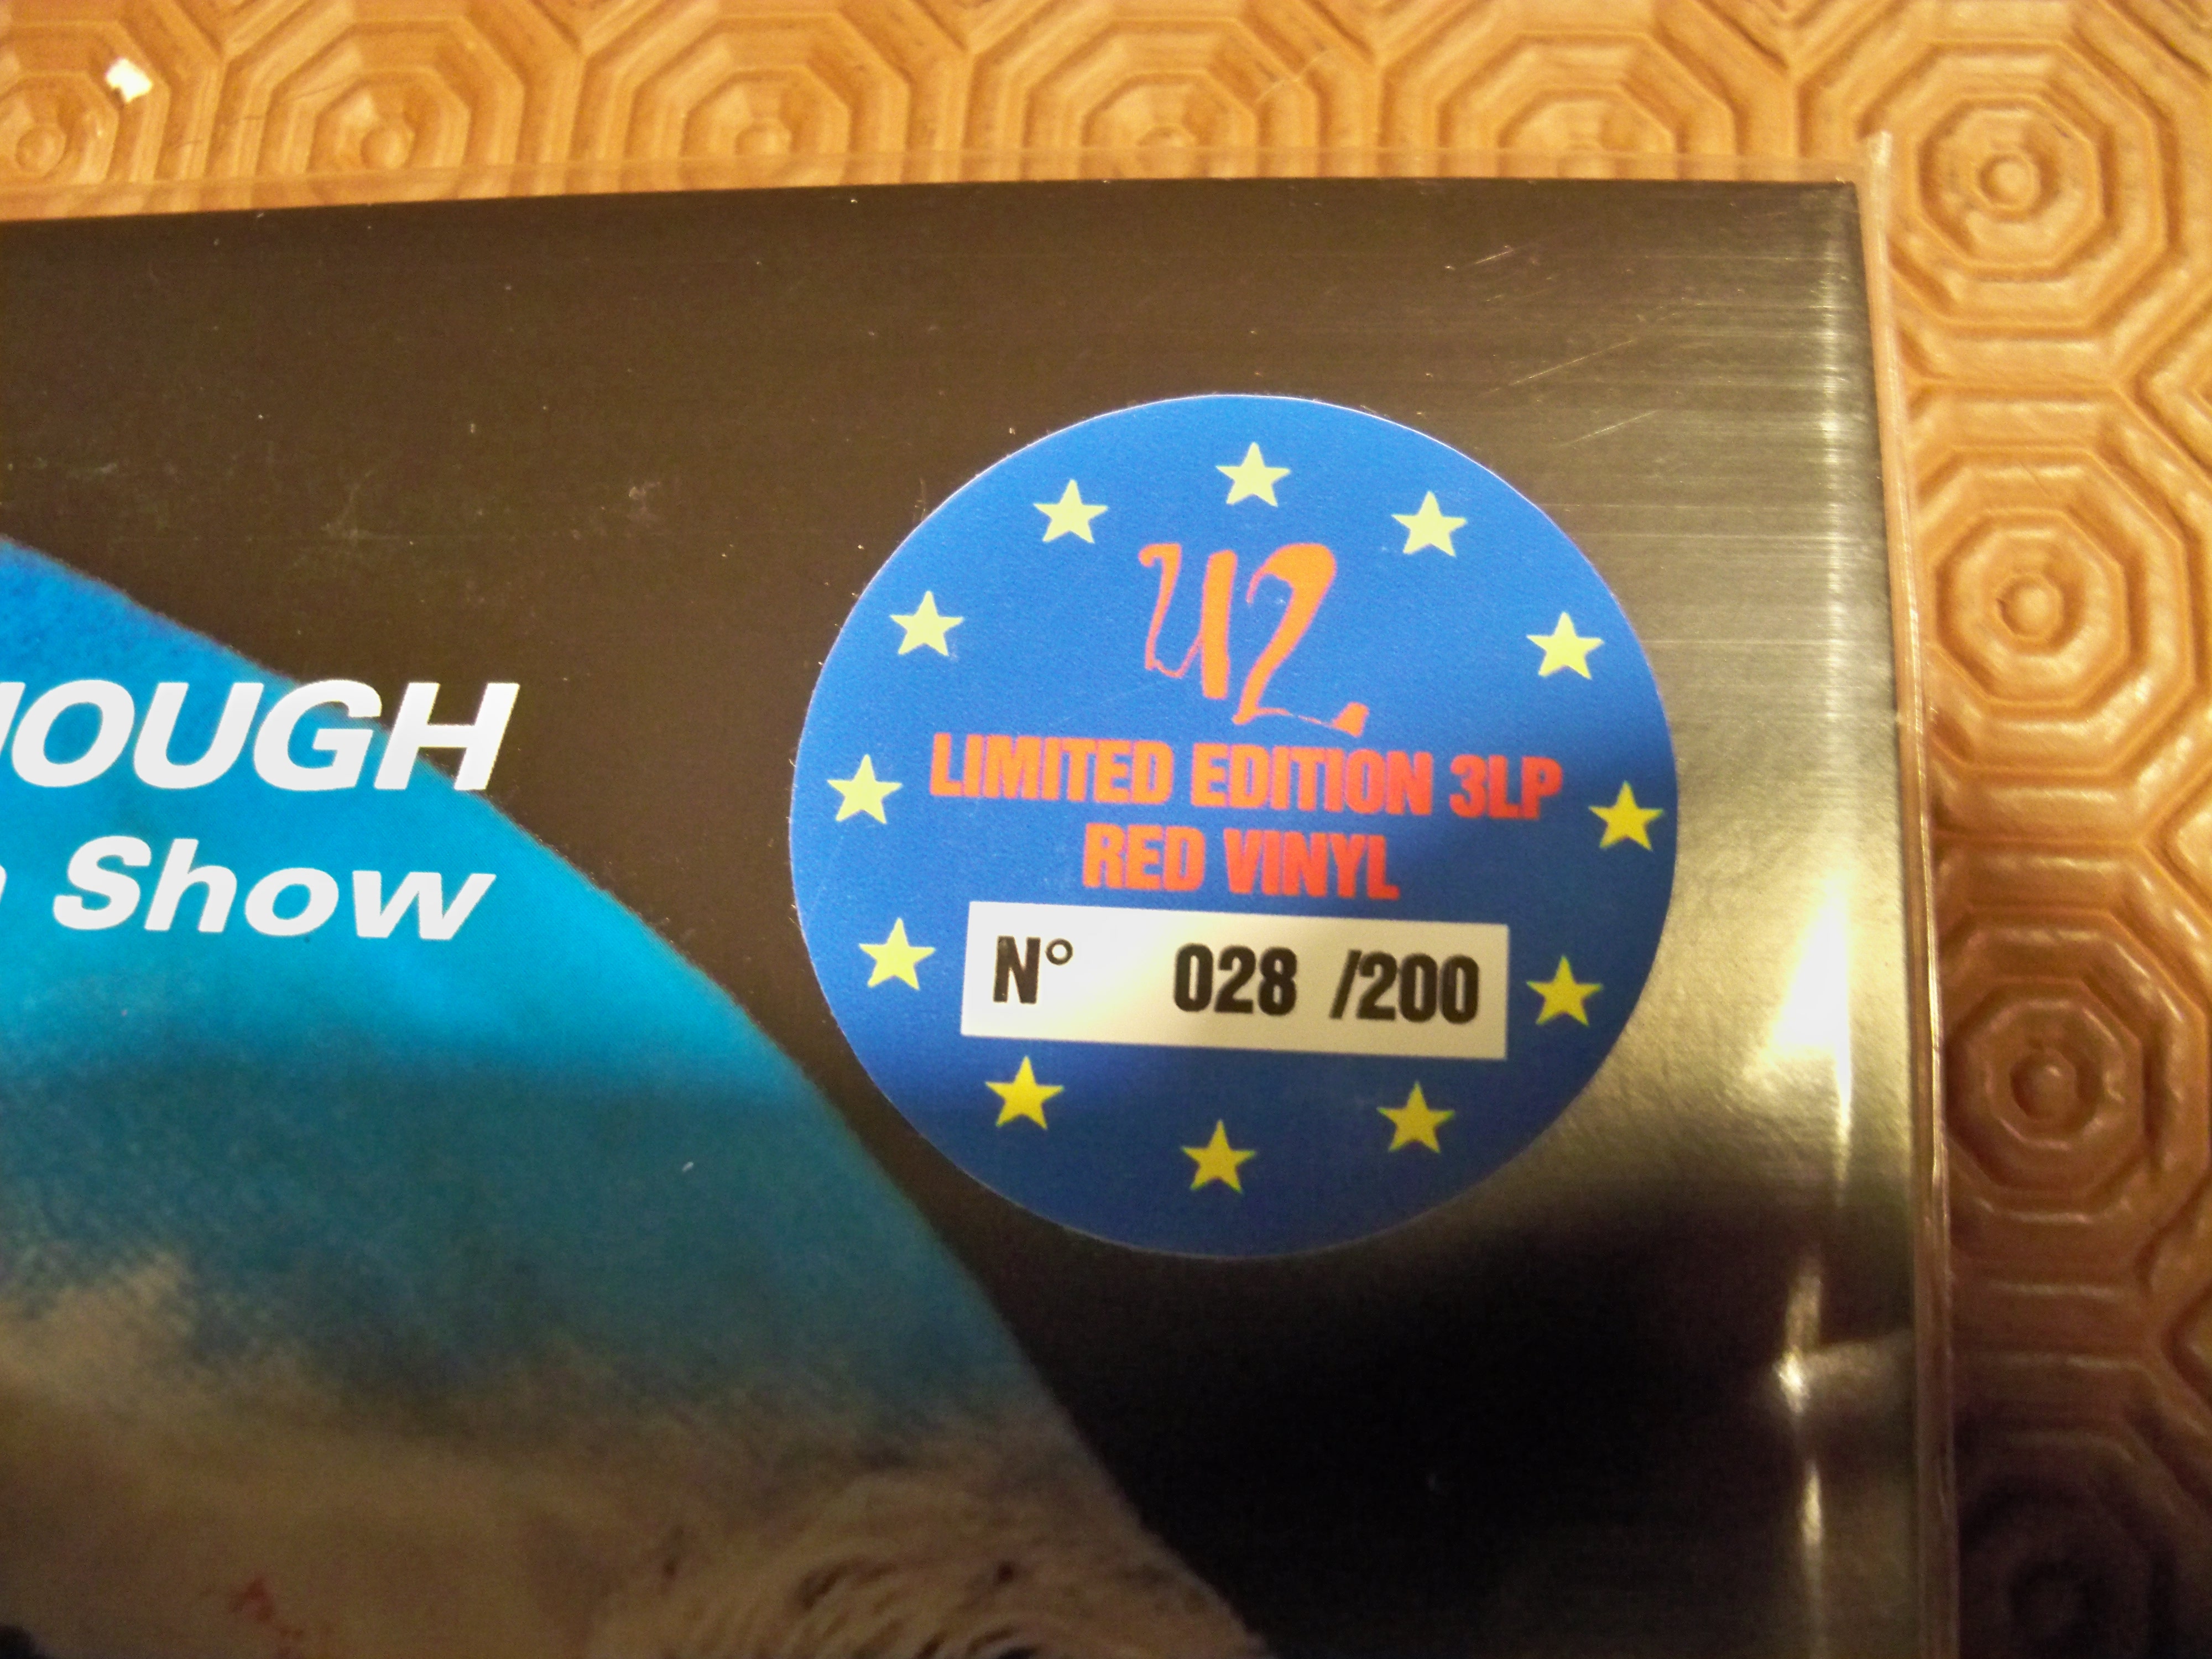 OUGH
Show
U2
LIMITED EDITION 3LP
RED VINYL
N° 028 /200